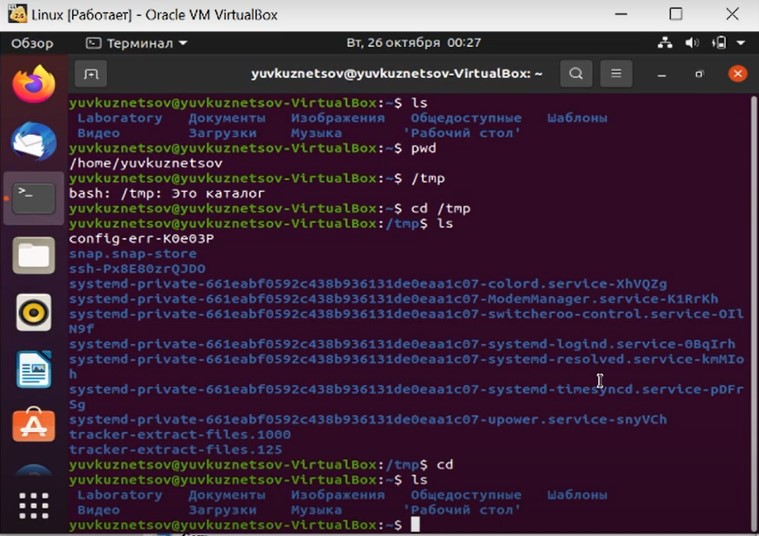 Linux [Работает] - Oracle VM VirtualBox
Обзор Терминал Вт, 26 октября 00:27
yuvkuznetsov@yuvkuznetsov-VirtualBox: ~
yuvkuznetsov@yuvkuznetsov-VirtualBox:~$ ls
Laboratory Документы Изображения Общедоступные Шаблоны
Видео Загрузки Музыка 'Рабочий стол'
yuvkuznetsov@yuvkuznetsov-VirtualBox:~$ pwd
/home/yuvkuznetsov
yuvkuznetsov@yuvkuznetsov-VirtualBox:~$ /tmp
bash: /tmp: Это каталог
yuvkuznetsov@yuvkuznetsov-VirtualBox:~$ cd /tmp
yuvkuznetsov@yuvkuznetsov-VirtualBox:/tmp$ ls
config-err-K0e03P
snap.snap-store
ssh-Px8E80zrQJDO
systemd-private-661eabf0592c438b936131de0eaa1c07-colord.service-XhVQZg
systemd-private-661eabf0592c438b936131de0eaa1c07-ModemManager.service-K1RrKh
systemd-private-661eabf0592c438b936131de0eaa1c07-switcheroo-control.service-OIl
N9f
systemd-private-661eabf0592c438b936131de0eaa1c07-systemd-logind.service-0BqIrh
systemd-private-661eabf0592c438b936131de0eaa1c07-systemd-resolved.service-kmMIo
h
systemd-private-661eabf0592c438b936131de0eaa1c07-systemd-timesyncd.service-pDFr
Sg
systemd-private-661eabf0592c438b936131de0eaa1c07-upower.service-snyVCh
tracker-extract-files.1000
tracker-extract-files.125
yuvkuznetsov@yuvkuznetsov-VirtualBox:/tmp$ cd
yuvkuznetsov@yuvkuznetsov-VirtualBox:~$ ls
Laboratory Документы Изображения Общедоступные Шаблоны
Видео Загрузки Музыка 'Рабочий стол'
yuvkuznetsov@yuvkuznetsov-VirtualBox:~$